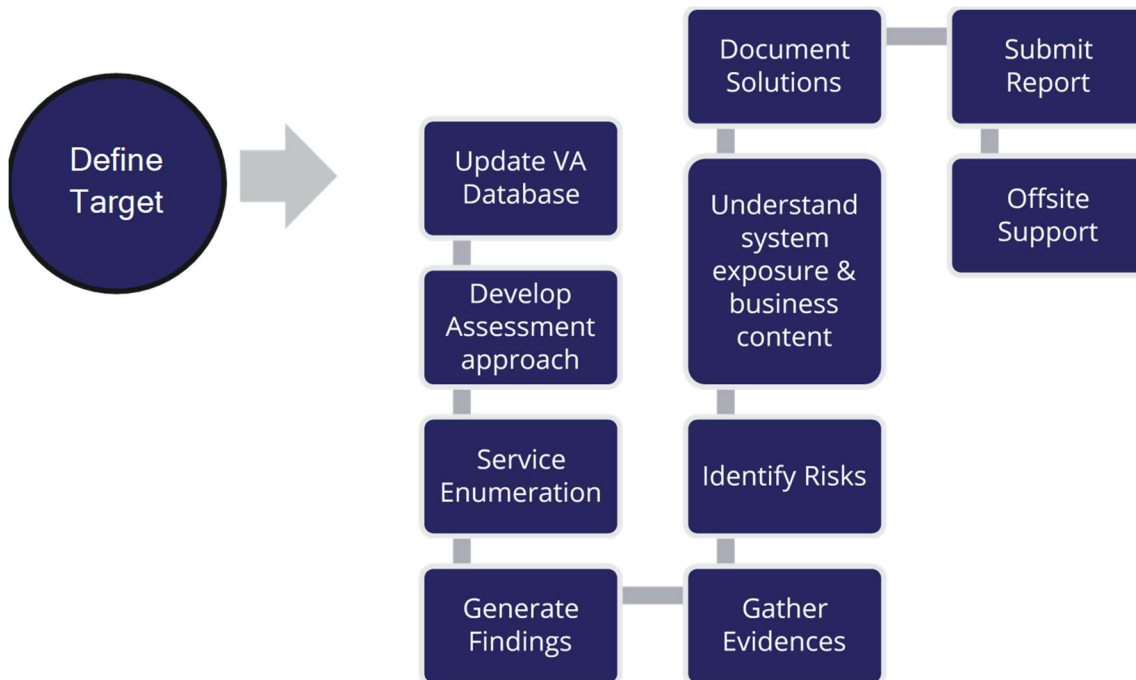 Define
Target
Update VA
Database
Develop
Assessment
approach
Service
Enumeration
Generate
Findings
Gather
Evidences
Identify Risks
Understand
system
exposure &
business
content
Document
Solutions
Submit
Report
Offsite
Support